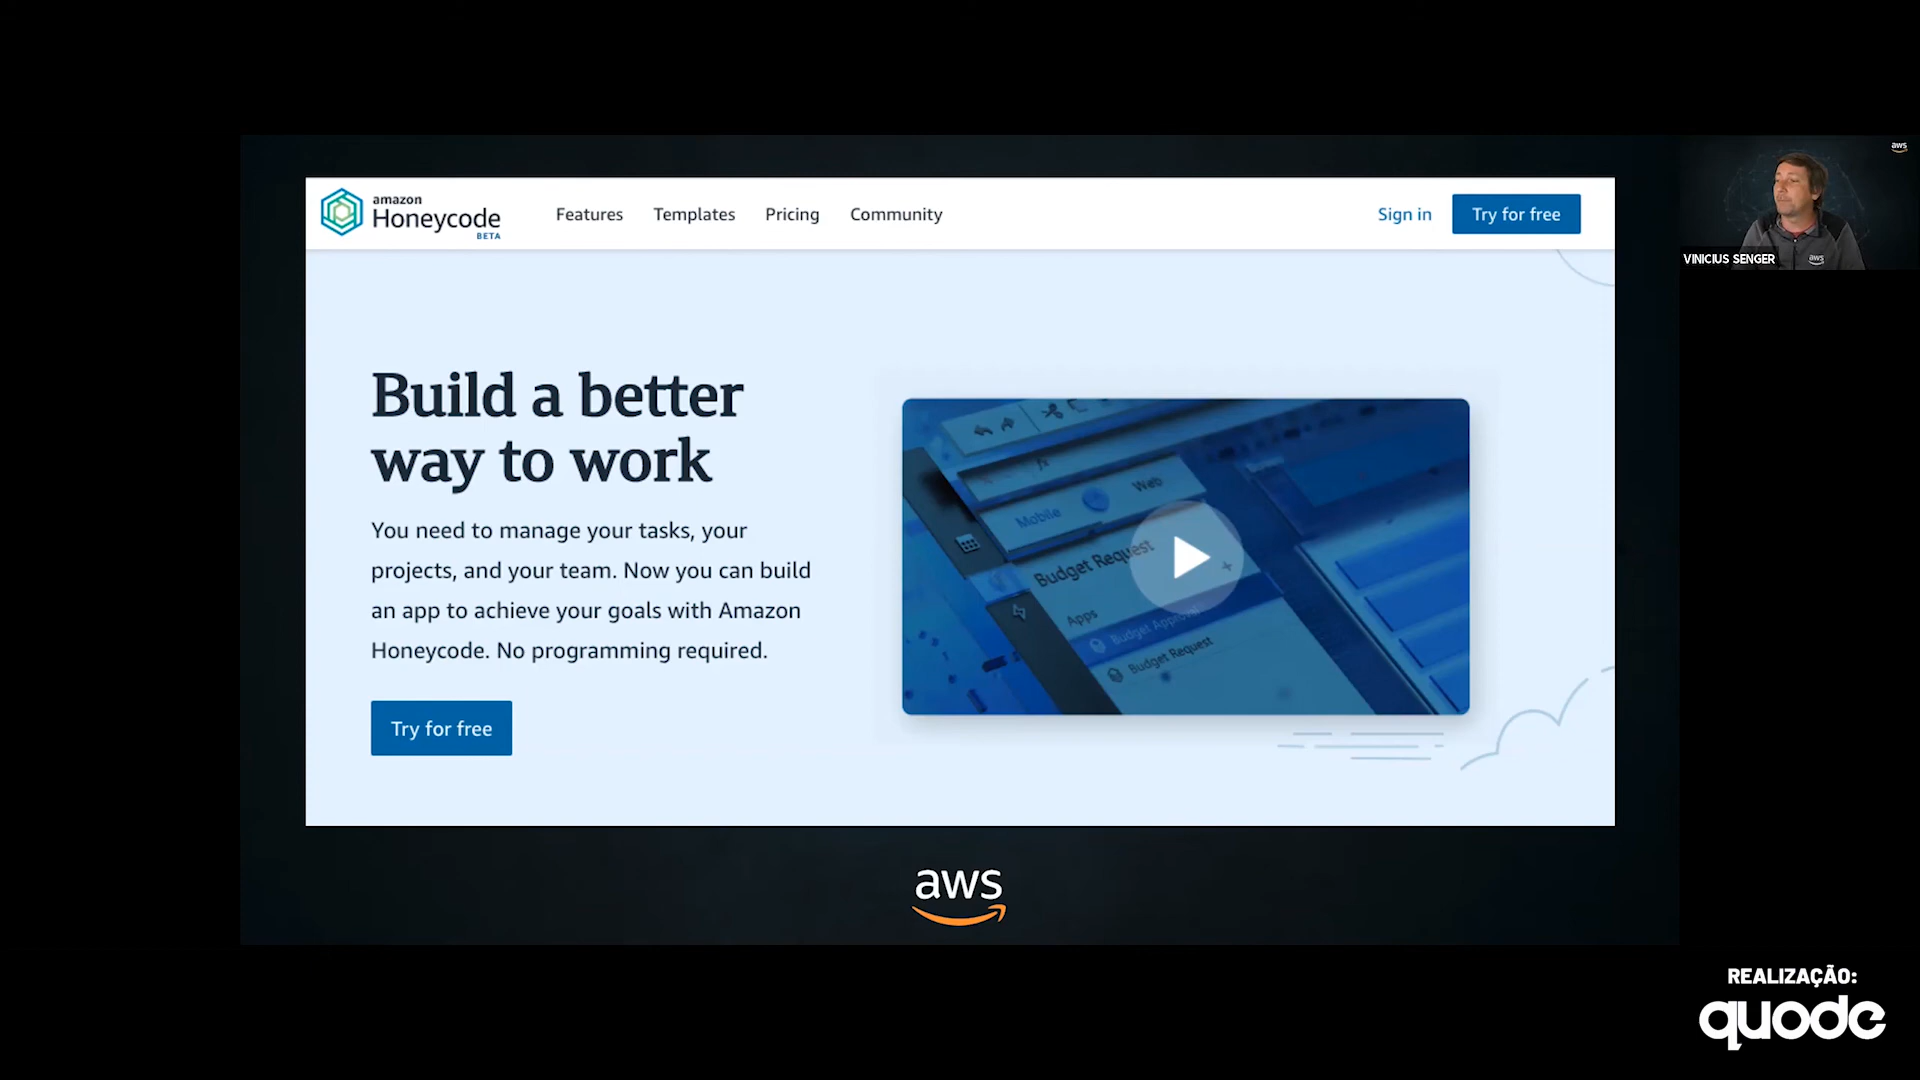 amazon
Honeycode
BETA
Features Templates Pricing Community
Sign in Try for free
aws
VINICIUS SENGER
aws
Build a better
way to work
You need to manage your tasks, your
projects, and your team. Now you can build
an app to achieve your goals with Amazon
Honeycode. No programming required.
Try for free
fx
Mobile Web
Budget Request
Apps
Budget Approval
Budget Request
aws
REALIZAÇÃO:
quode